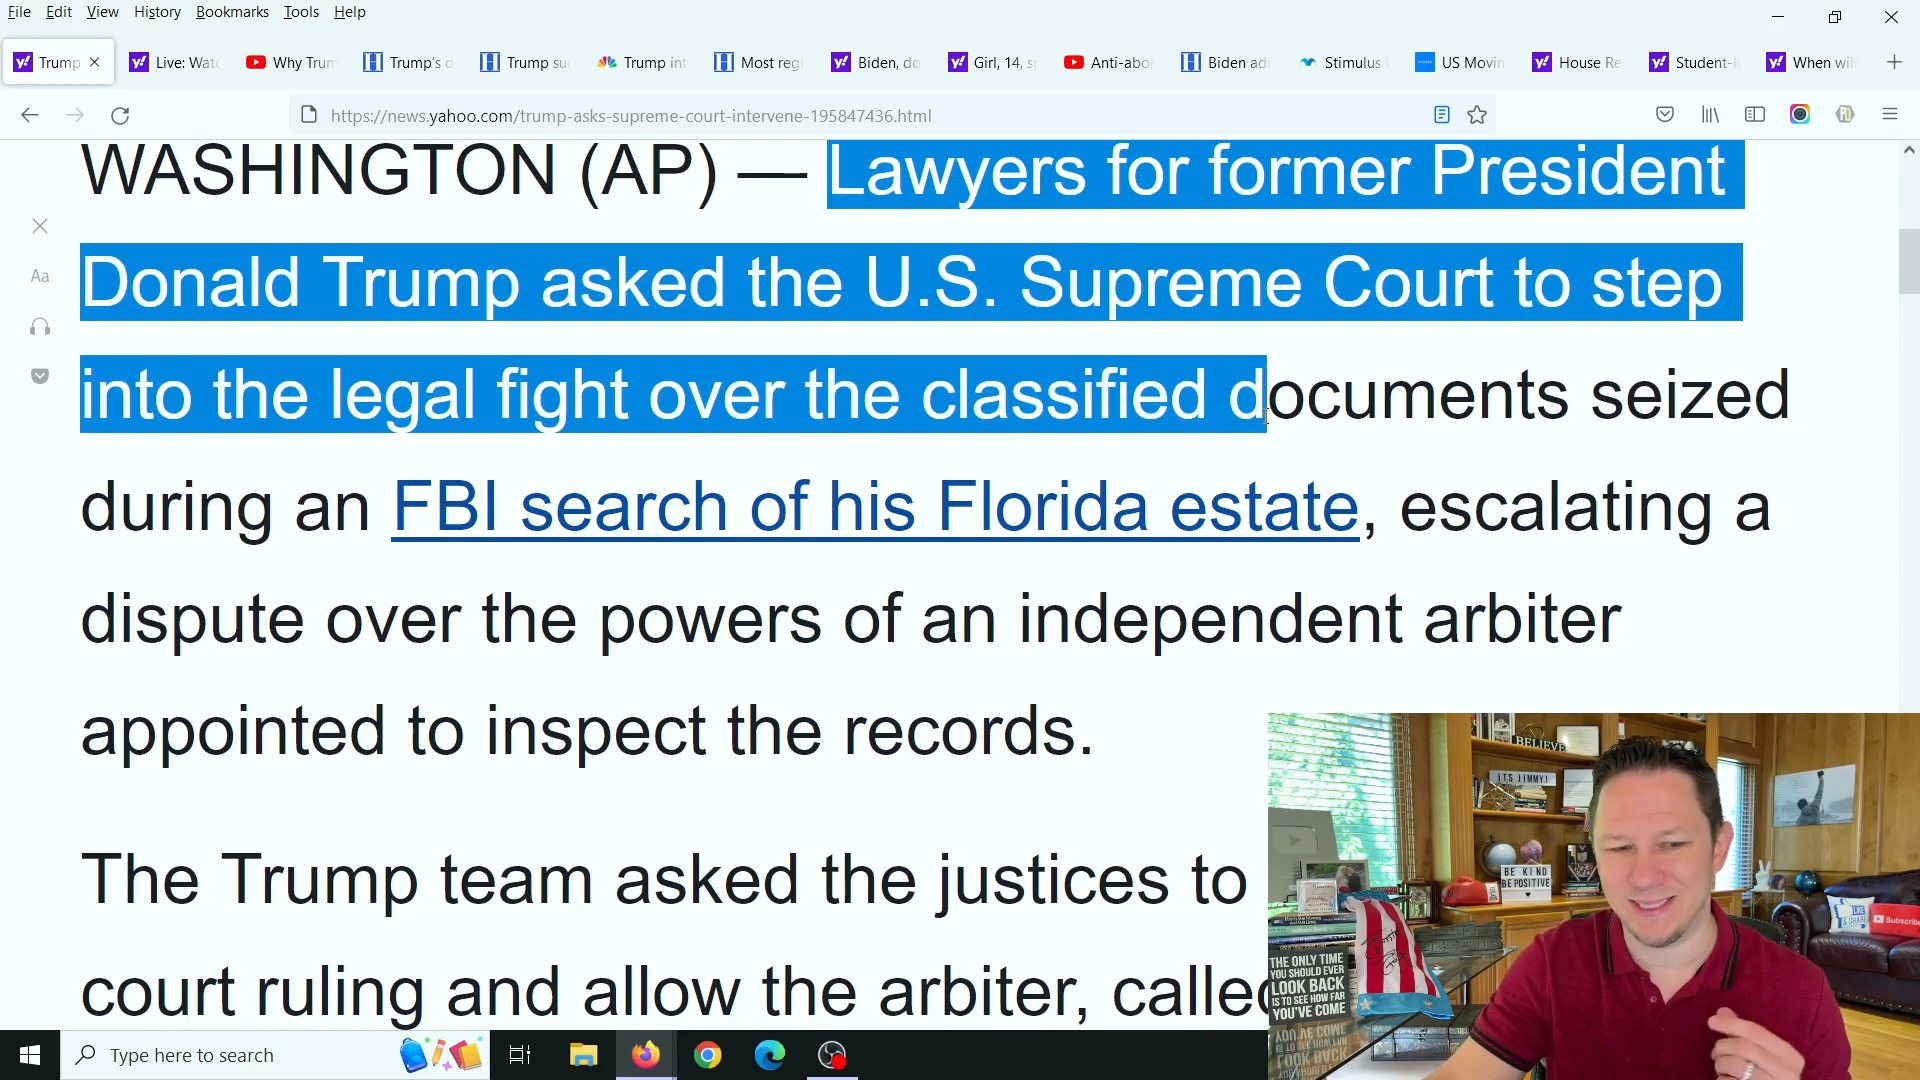 File Edit View History Bookmarks Tools Help
Trump
Live: Wat
Why Trum
Trump's d
Trump su
Trump int
Most regi
Biden, do
Girl, 14, s
Anti-abor
Biden ad
Stimulus
US Movin
House Re
Student-l
When wil
https://news.yahoo.com/trump-asks-supreme-court-intervene-195847436.html
WASHINGTON (AP) — Lawyers for former President
Donald Trump asked the U.S. Supreme Court to step
Aa
into the legal fight over the classified documents seized
during an FBI search of his Florida estate, escalating a
dispute over the powers of an independent arbiter
appointed to inspect the records.
The Trump team asked the justices to
court ruling and allow the arbiter, called
BELIEVE
ITS JIMMY!
BE KIND
BE POSITIVE
LIKE
& SHARE
Subscribe
THE ONLY TIME
YOU SHOULD EVER
LOOK BACK
IS TO SEE HOW FAR
YOU'VE COME
Type here to search